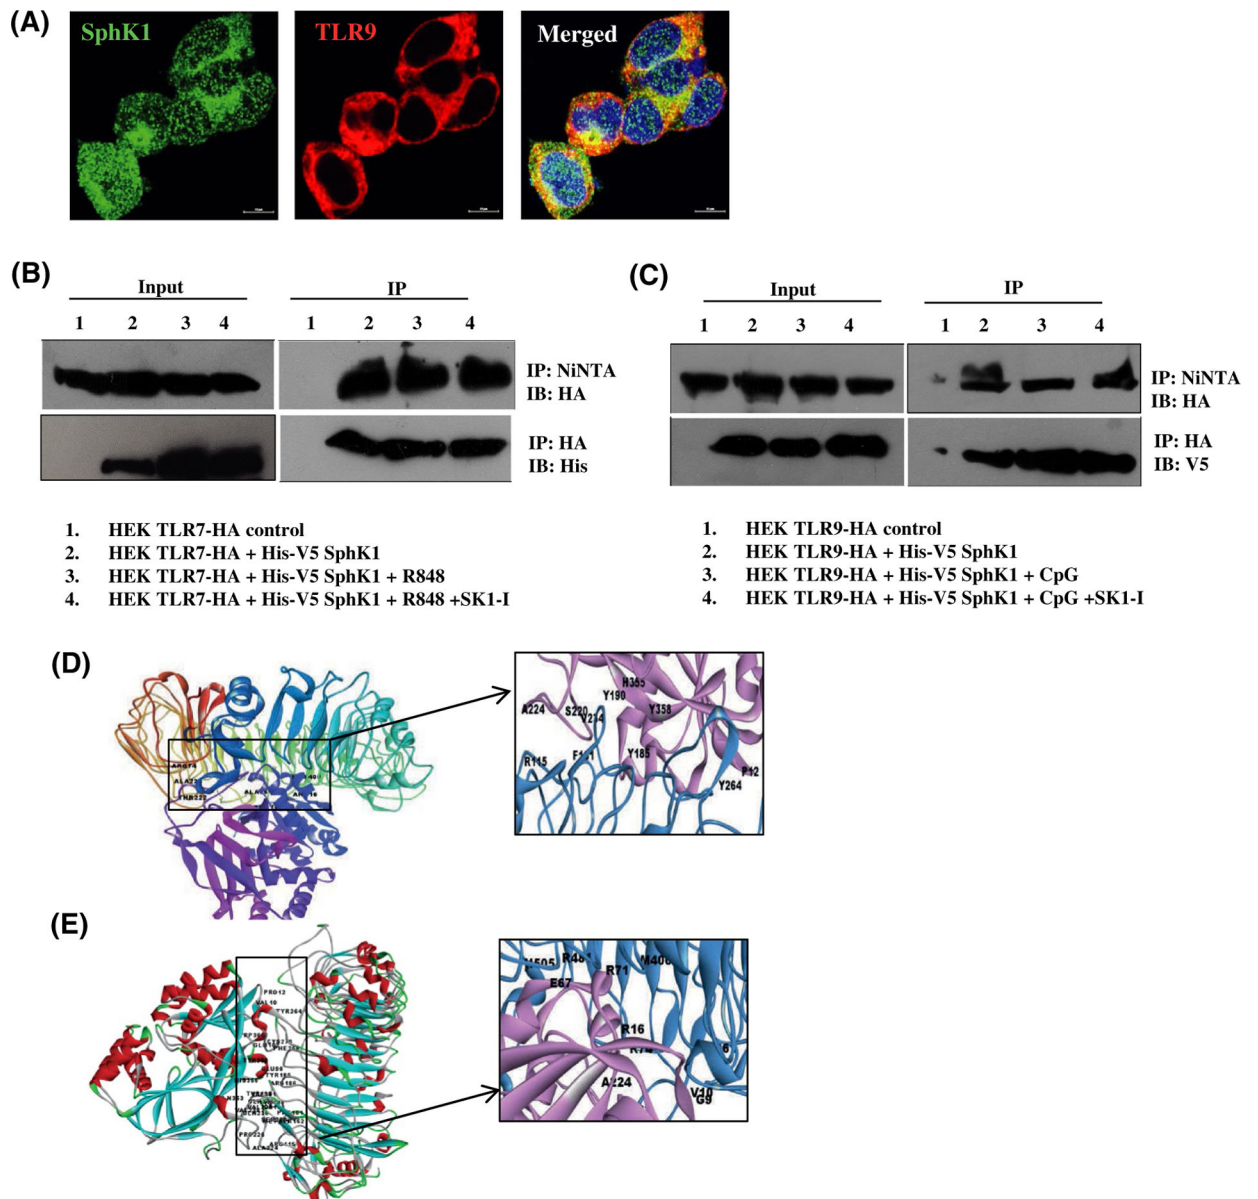 (A)
SphK1
TLR9
Merged
(B)
Input
IP
1 2 3 4
1 2 3 4
IP: NiNTA
IB: HA
IP: HA
IB: His
1. HEK TLR7-HA control
2. HEK TLR7-HA + His-V5 SphK1
3. HEK TLR7-HA + His-V5 SphK1 + R848
4. HEK TLR7-HA + His-V5 SphK1 + R848 +SK1-I
(C)
Input
IP
1 2 3 4
1 2 3 4
IP: NiNTA
IB: HA
IP: HA
IB: V5
1. HEK TLR9-HA control
2. HEK TLR9-HA + His-V5 SphK1
3. HEK TLR9-HA + His-V5 SphK1 + CpG
4. HEK TLR9-HA + His-V5 SphK1 + CpG +SK1-I
(D)
H355
Y190
A224
S220
Y358
Y185
R115
P12
Y264
(E)
PRO12
VAL10
TYR264
TYR185
ARG186
ALA224
R71
E67
R16
A224
V10
G9